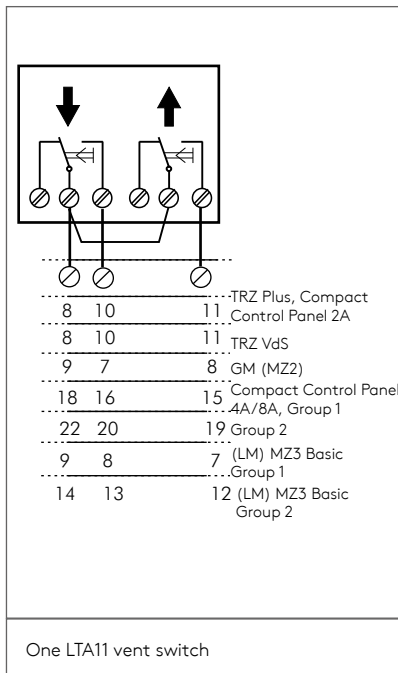 8 10 11 TRZ Plus, Compact
Control Panel 2A
8 10 11 TRZ VdS
9 7 8 GM (MZ2)
18 16 15 Compact Control Panel
4A/8A, Group 1
22 20 19 Group 2
9 8 7 (LM) MZ3 Basic
Group 1
14 13 12 (LM) MZ3 Basic
Group 2
One LTA11 vent switch